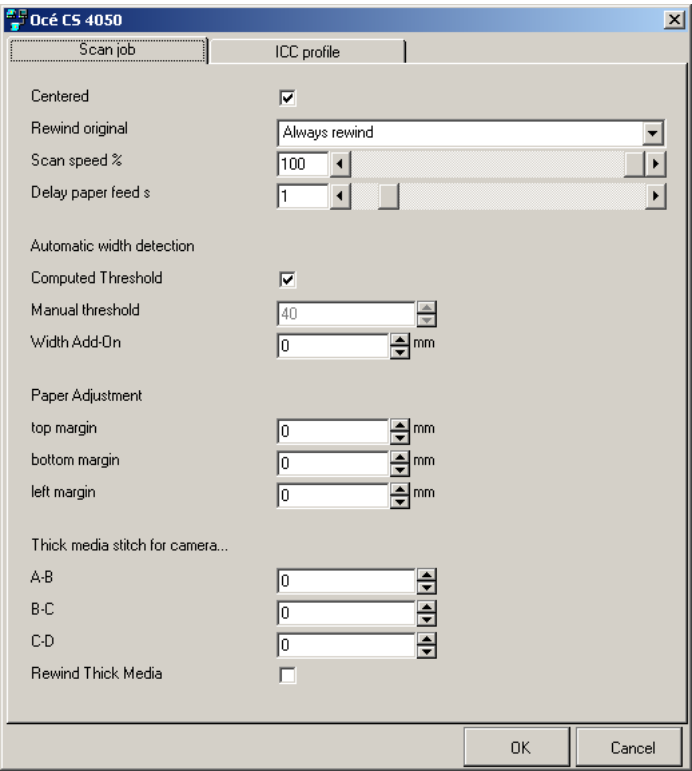 Océ CS 4050
Scan job ICC profile
Centered
Rewind original Always rewind
Scan speed % 100
Delay paper feed s 1
Automatic width detection
Computed Threshold
Manual threshold 40
Width Add-On 0 mm
Paper Adjustment
top margin 0 mm
bottom margin 0 mm
left margin 0 mm
Thick media stitch for camera...
A-B 0
B-C 0
C-D 0
Rewind Thick Media
OK Cancel